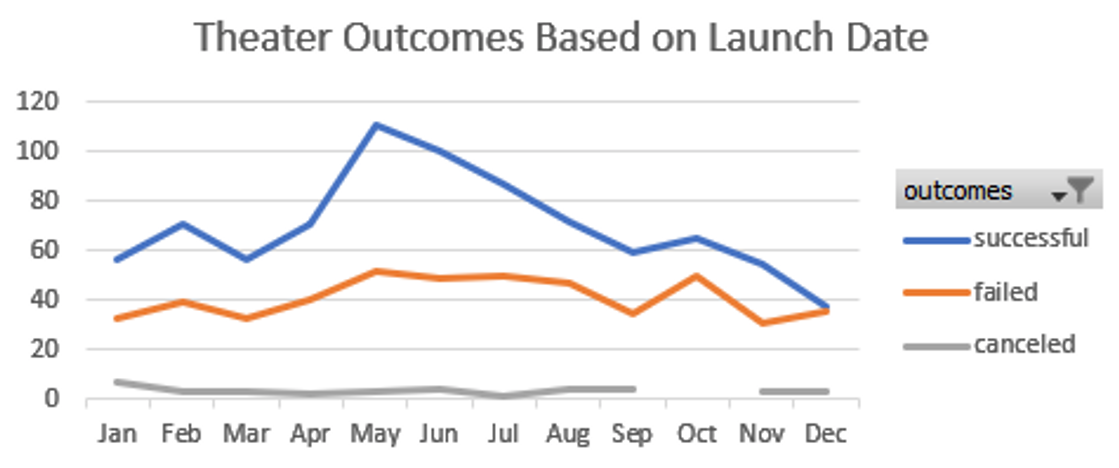 Theater Outcomes Based on Launch Date
120
100
80
60
40
20
0
Jan Feb Mar Apr May Jun Jul Aug Sep Oct Nov Dec
outcomes
successful
failed
canceled